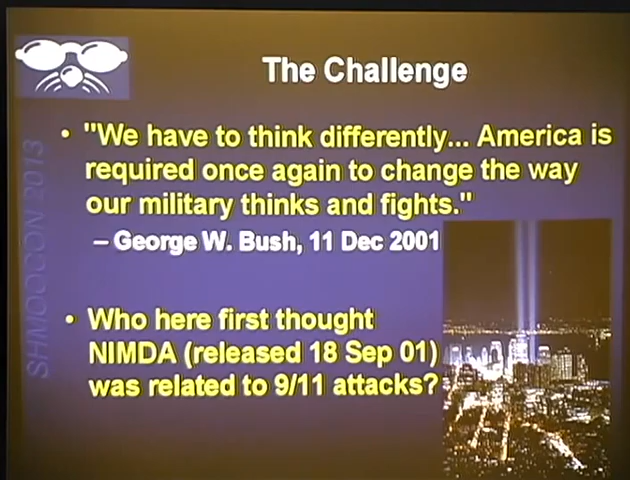 The Challenge
• "We have to think differently... America is
required once again to change the way
our military thinks and fights."
– George W. Bush, 11 Dec 2001
• Who here first thought
NIMDA (released 18 Sep 01)
was related to 9/11 attacks?
SHMOOCON 2013